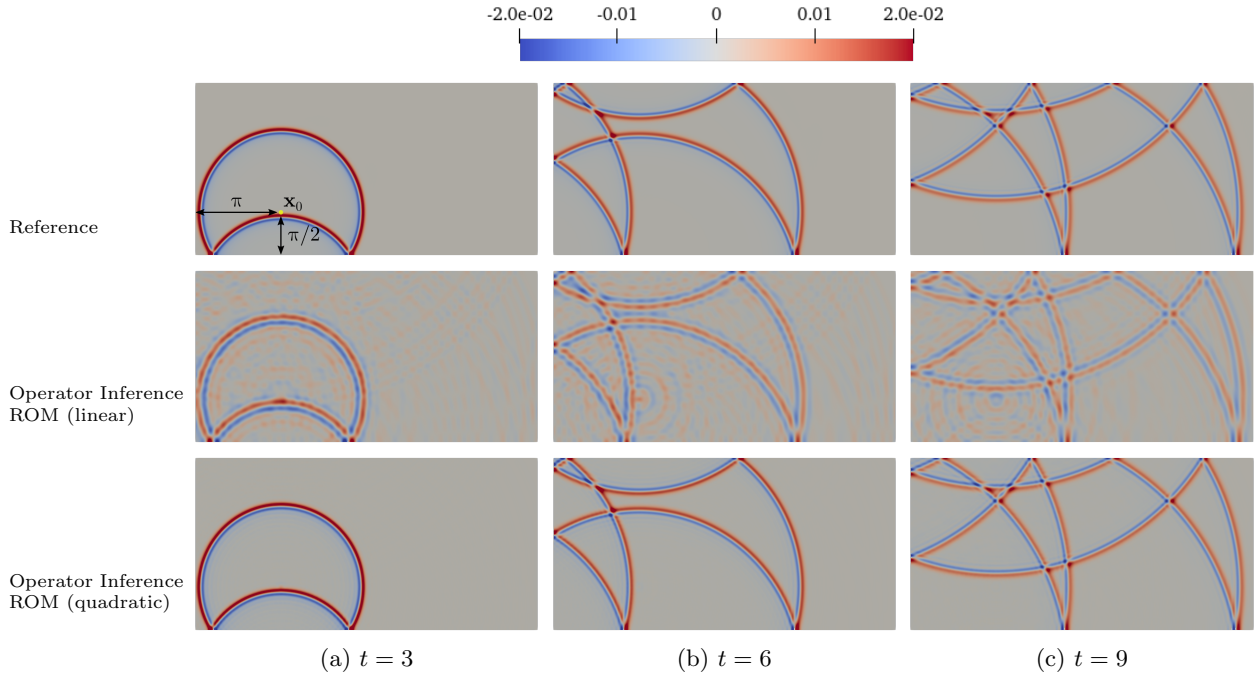 -2.0e-02 -0.01 0 0.01 2.0e-02
π x₀
π/2
Reference
Operator Inference
ROM (linear)
Operator Inference
ROM (quadratic)
(a) t = 3 (b) t = 6 (c) t = 9